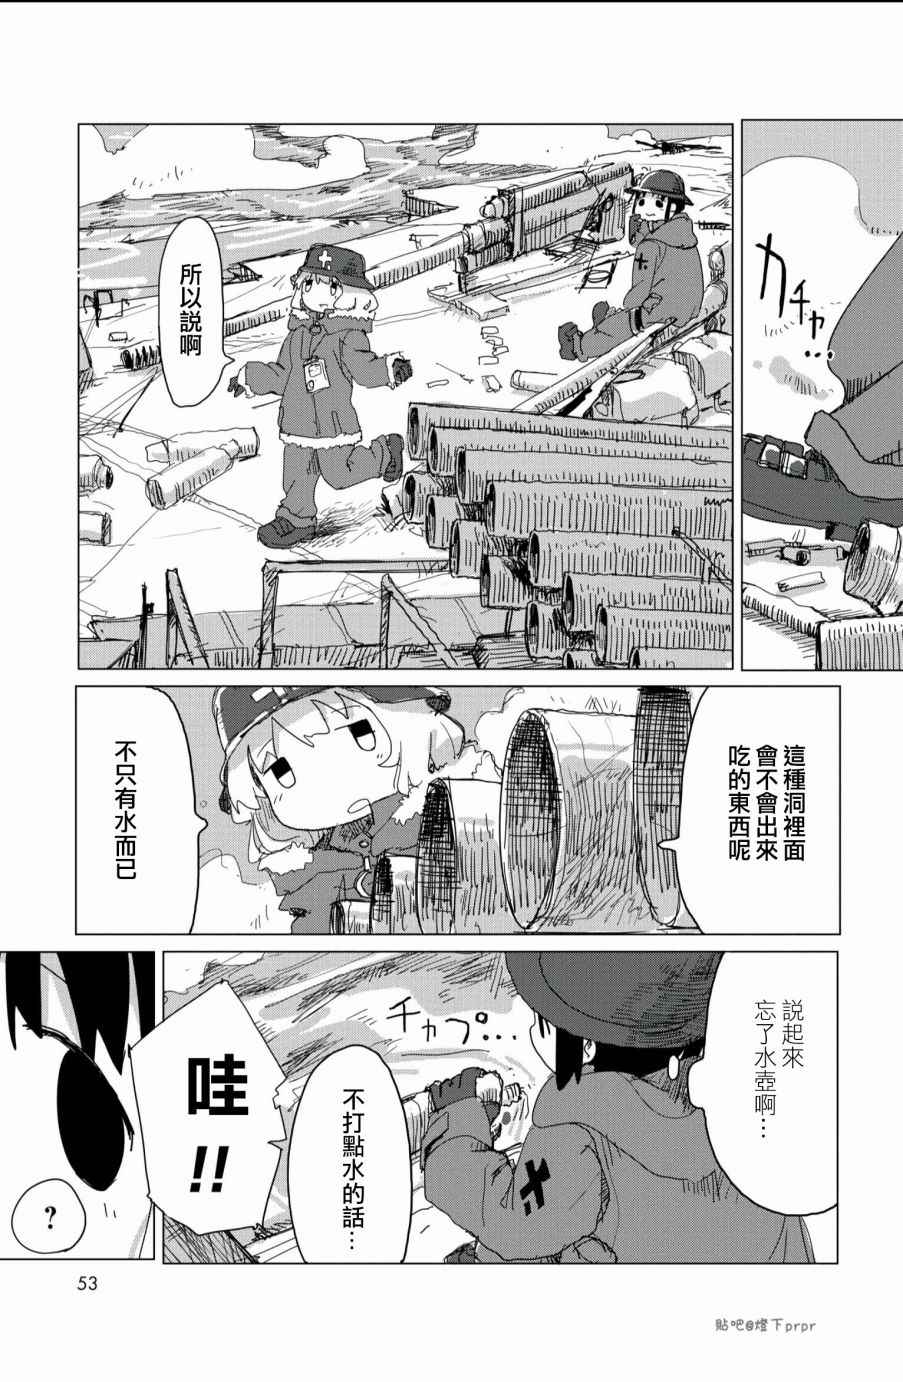 カチャ…
所以說啊
這種洞裡面
會不會出來
吃的東西呢
不只有水而已
說起來
忘了水壺啊…
チャプ…
不打點水的話…
哇!!
?
53
貼吧@燈下prpr